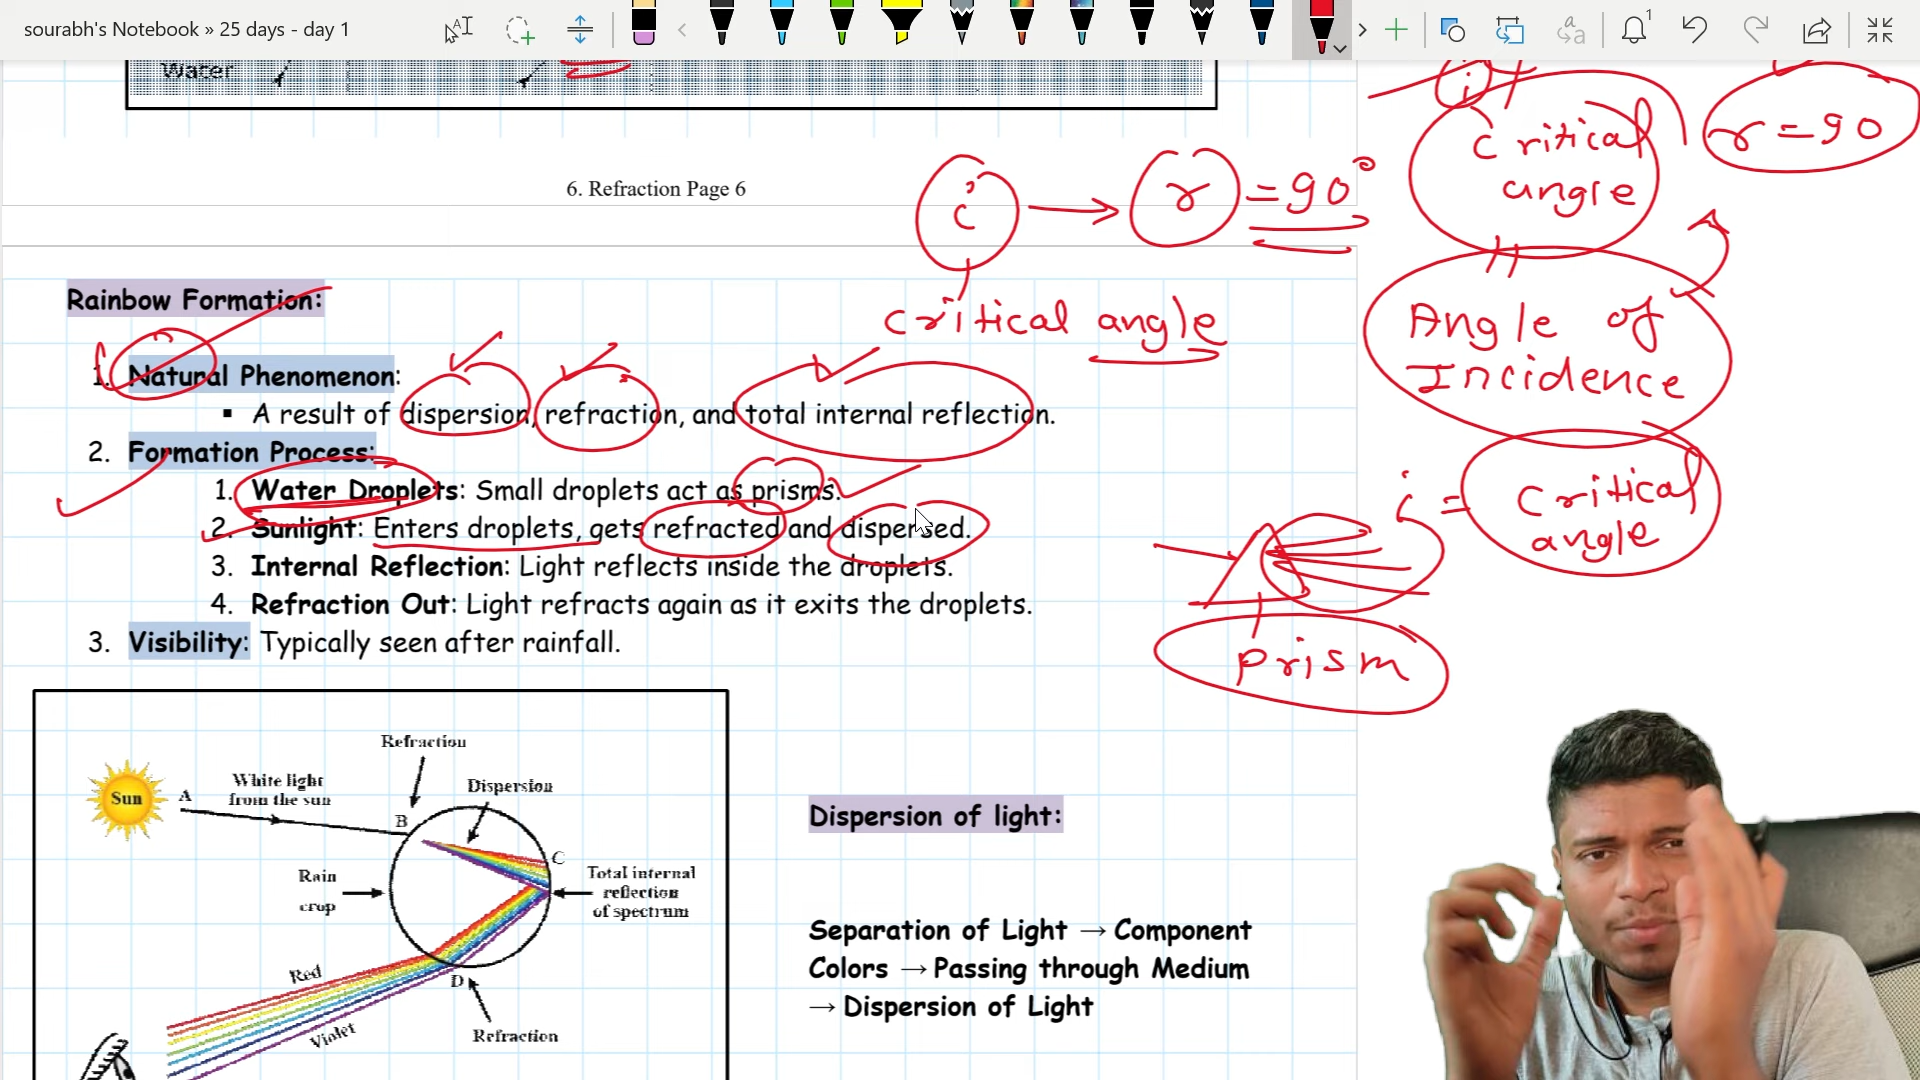 sourabh's Notebook » 25 days - day 1
1
Water
6. Refraction Page 6
i
critical
angle
r = 90
i
c → r = 90°
critical angle
Angle of
Incidence
i = critical
angle
Prism
Rainbow Formation:
1. Natural Phenomenon:
▪ A result of dispersion, refraction, and total internal reflection.
2. Formation Process:
1. Water Droplets: Small droplets act as prisms.
2. Sunlight: Enters droplets, gets refracted and dispersed.
3. Internal Reflection: Light reflects inside the droplets.
4. Refraction Out: Light refracts again as it exits the droplets.
3. Visibility: Typically seen after rainfall.
Refraction
Dispersion
White light
from the sun
Sun
A
B
C
Rain
Total internal
reflection
of spectrum
Red
Violet
D
Refraction
Dispersion of light:
Separation of Light → Component
Colors → Passing through Medium
→ Dispersion of Light